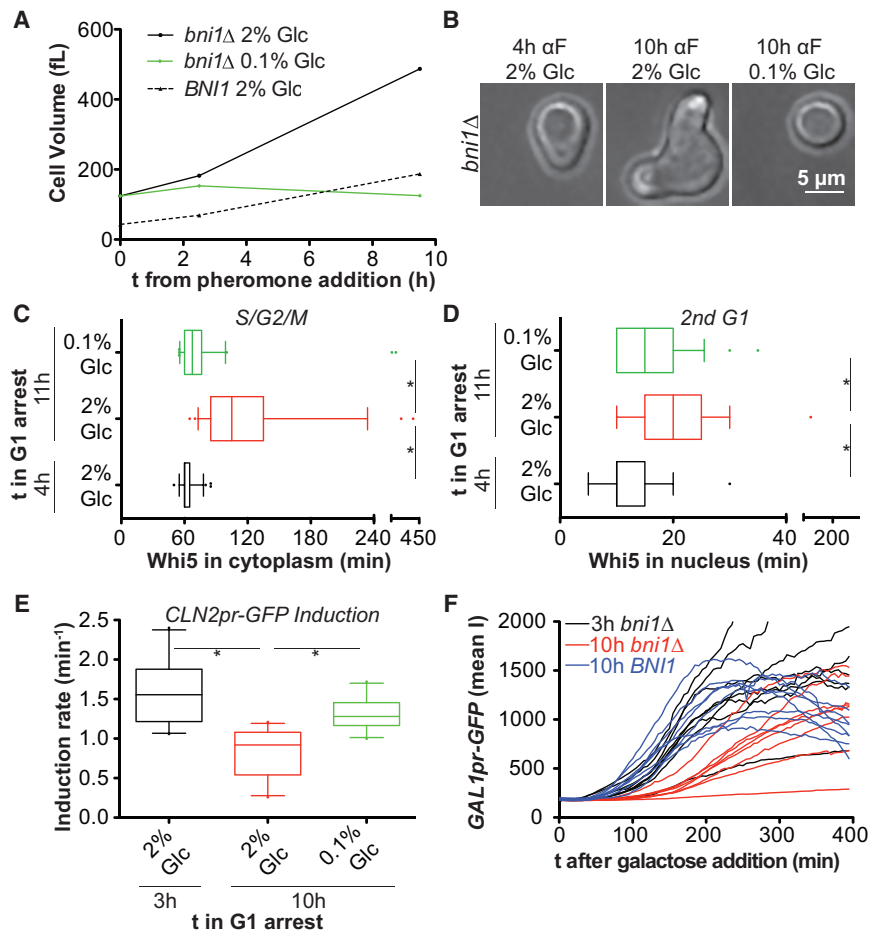 A
bni1Δ 2% Glc
bni1Δ 0.1% Glc
BNI1 2% Glc
Cell Volume (fL)
600
400
200
0
0 2 4 6 8 10
t from pheromone addition (h)
B
4h αF 10h αF 10h αF
2% Glc 2% Glc 0.1% Glc
bni1Δ
5 µm
C
S/G2/M
t in G1 arrest
11h
4h
0.1%
Glc
2%
Glc
2%
Glc
*
*
0 60 120 180 240 450
Whi5 in cytoplasm (min)
D
2nd G1
t in G1 arrest
11h
4h
0.1%
Glc
2%
Glc
2%
Glc
*
*
0 20 40 200
Whi5 in nucleus (min)
E
CLN2pr-GFP Induction
Induction rate (min-1)
2.5
2.0
1.5
1.0
0.5
0.0
* *
2% Glc
2% Glc
0.1% Glc
3h 10h
t in G1 arrest
F
3h bni1Δ
10h bni1Δ
10h BNI1
GAL1pr-GFP (mean I)
2000
1500
1000
500
0
0 100 200 300 400
t after galactose addition (min)